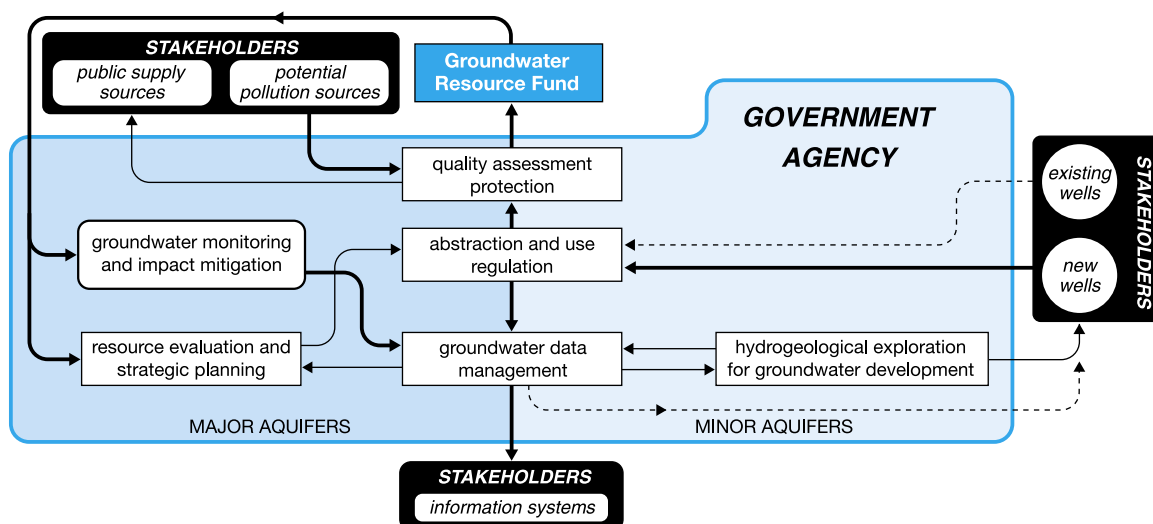 STAKEHOLDERS
public supply
sources
potential
pollution sources
Groundwater
Resource Fund
GOVERNMENT
AGENCY
quality assessment
protection
STAKEHOLDERS
existing
wells
new
wells
groundwater monitoring
and impact mitigation
abstraction and use
regulation
resource evaluation and
strategic planning
groundwater data
management
hydrogeological exploration
for groundwater development
MAJOR AQUIFERS
MINOR AQUIFERS
STAKEHOLDERS
information systems